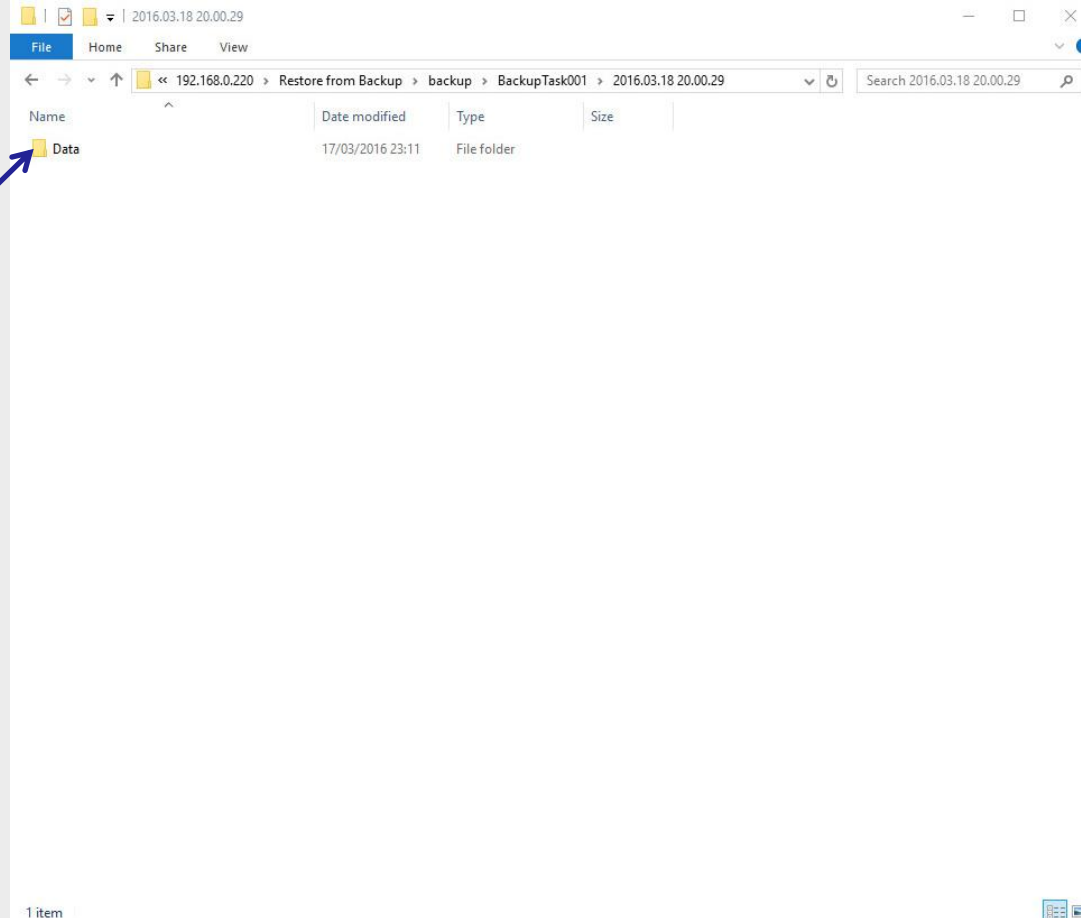 2016.03.18 20.00.29
File Home Share View
« 192.168.0.220 > Restore from Backup > backup > BackupTask001 > 2016.03.18 20.00.29 Search 2016.03.18 20.00.29
Name Date modified Type Size
Data 17/03/2016 23:11 File folder
1 item